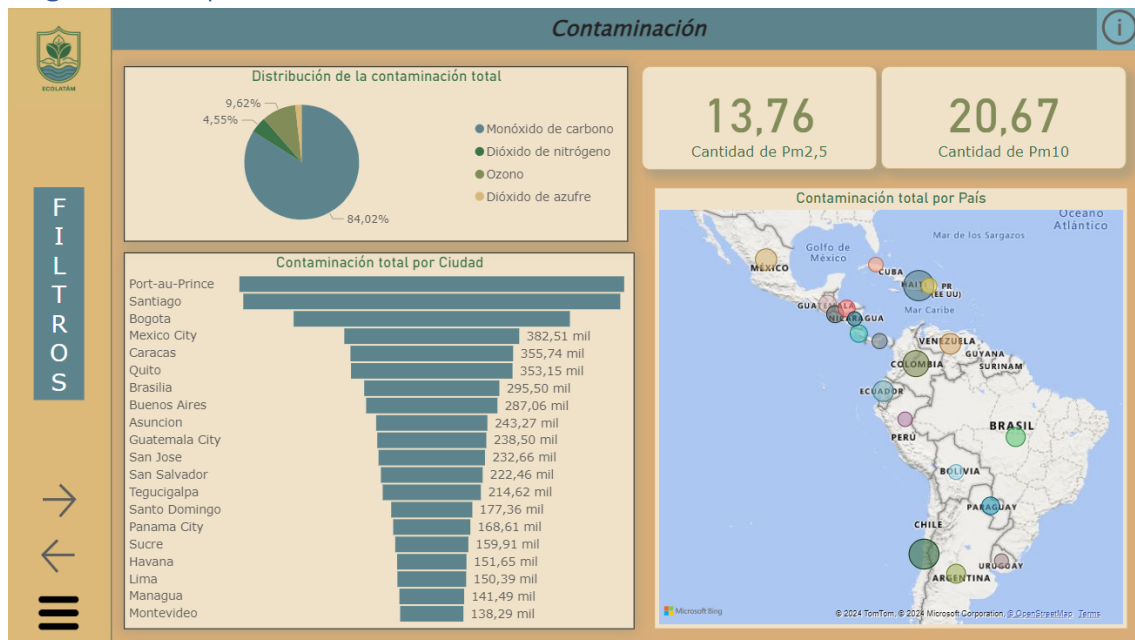 ECOLATÁM
Contaminación
i
FILTROS
Distribución de la contaminación total
9,62%
4,55%
84,02%
Monóxido de carbono
Dióxido de nitrógeno
Ozono
Dióxido de azufre
13,76
Cantidad de Pm2,5
20,67
Cantidad de Pm10
Contaminación total por Ciudad
Port-au-Prince
Santiago
Bogota
Mexico City 382,51 mil
Caracas 355,74 mil
Quito 353,15 mil
Brasilia 295,50 mil
Buenos Aires 287,06 mil
Asuncion 243,27 mil
Guatemala City 238,50 mil
San Jose 232,66 mil
San Salvador 222,46 mil
Tegucigalpa 214,62 mil
Santo Domingo 177,36 mil
Panama City 168,61 mil
Sucre 159,91 mil
Havana 151,65 mil
Lima 150,39 mil
Managua 141,49 mil
Montevideo 138,29 mil
Contaminación total por País
Océano
Atlántico
Mar de los Sargazos
Golfo de
México
MÉXICO
CUBA
HAITÍ
PR
(EE UU)
GUATEMALA
NICARAGUA
Mar Caribe
VENEZUELA
GUYANA
COLOMBIA
SURINAM
ECUADOR
PERÚ
BRASIL
BOLIVIA
PARAGUAY
CHILE
URUGUAY
ARGENTINA
Microsoft Bing
© 2024 TomTom, © 2024 Microsoft Corporation, © OpenStreetMap Terms